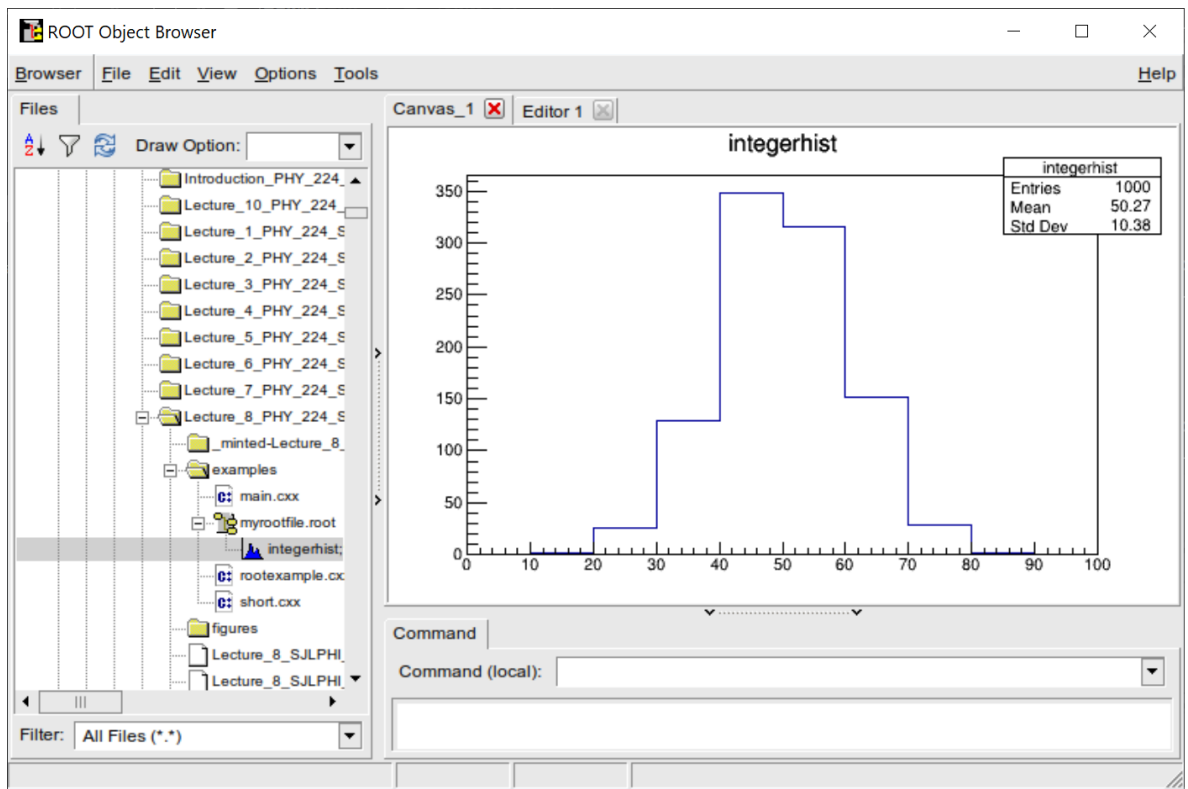 ROOT Object Browser
Browser File Edit View Options Tools Help
Files
Draw Option:
Introduction_PHY_224_
Lecture_10_PHY_224_
Lecture_1_PHY_224_S
Lecture_2_PHY_224_S
Lecture_3_PHY_224_S
Lecture_4_PHY_224_S
Lecture_5_PHY_224_S
Lecture_6_PHY_224_S
Lecture_7_PHY_224_S
Lecture_8_PHY_224_S
_minted-Lecture_8_
examples
main.cxx
myrootfile.root
integerhist;
rootexample.cx
short.cxx
figures
Lecture_8_SJLPHI_
Lecture_8_SJLPHI_
Filter: All Files (*.*)
Canvas_1 Editor 1
integerhist
integerhist
Entries 1000
Mean 50.27
Std Dev 10.38
350
300
250
200
150
100
50
0
0 10 20 30 40 50 60 70 80 90 100
Command
Command (local):